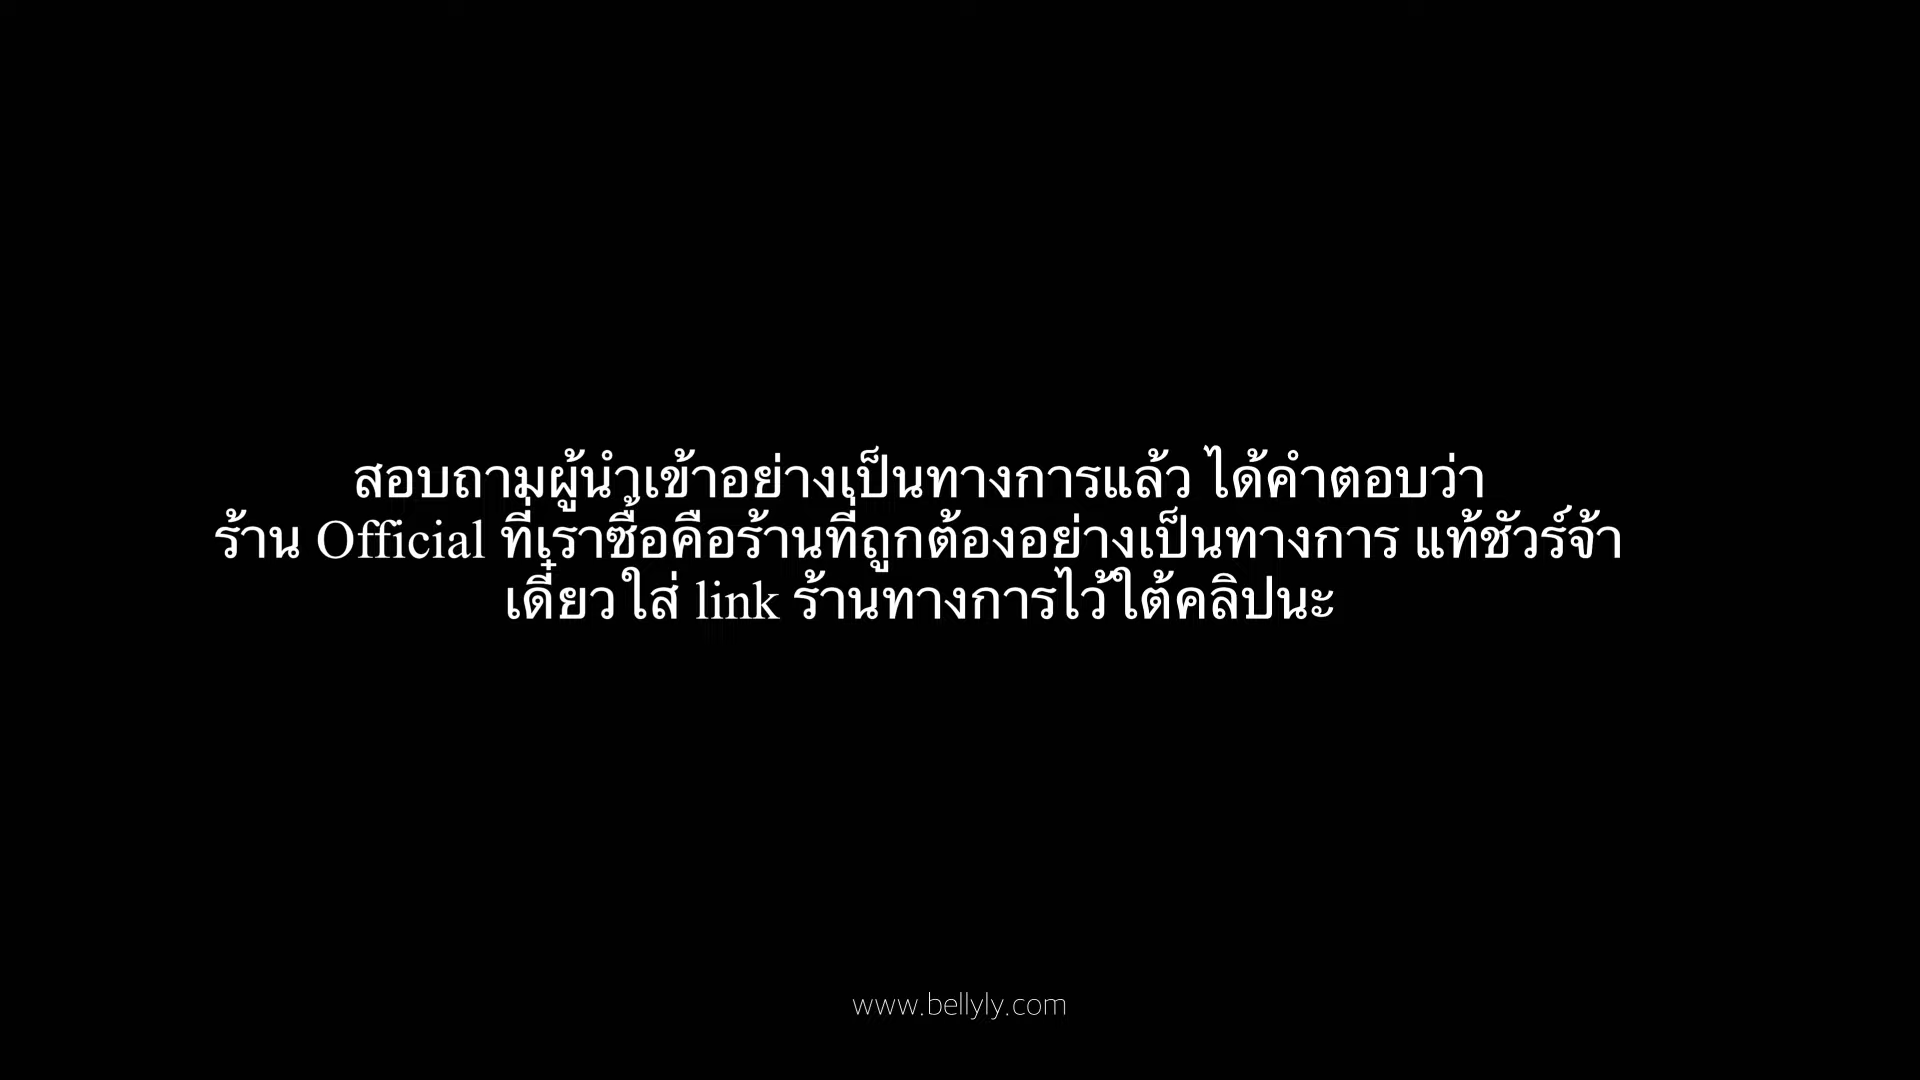 สอบถามผู้นำเข้าอย่างเป็นทางการแล้ว ได้คำตอบว่า
ร้าน Official ที่เราซื้อคือร้านที่ถูกต้องอย่างเป็นทางการ แท้ชัวร์จ้า
เดี๋ยวใส่ link ร้านทางการไว้ใต้คลิปนะ
www.bellyly.com